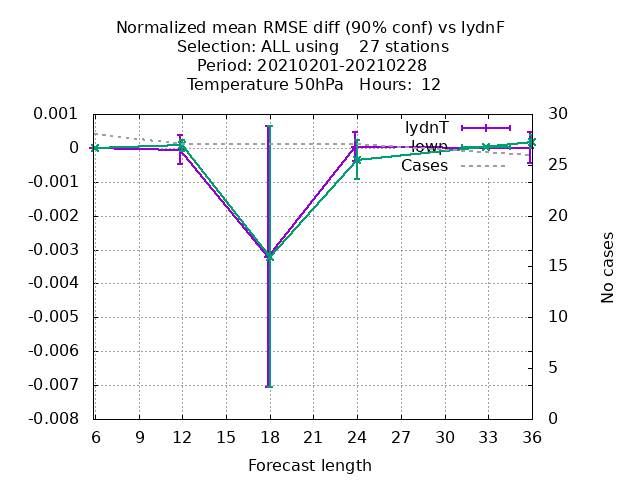 Normalized mean RMSE diff (90% conf) vs IydnF
Selection: ALL using    27 stations
Period: 20210201-20210228
Temperature 50hPa   Hours:  12
0.001
0
-0.001
-0.002
-0.003
-0.004
-0.005
-0.006
-0.007
-0.008
30
25
20
15
10
5
0
No cases
IydnT
Iown
Cases
6 9 12 15 18 21 24 27 30 33 36
Forecast length